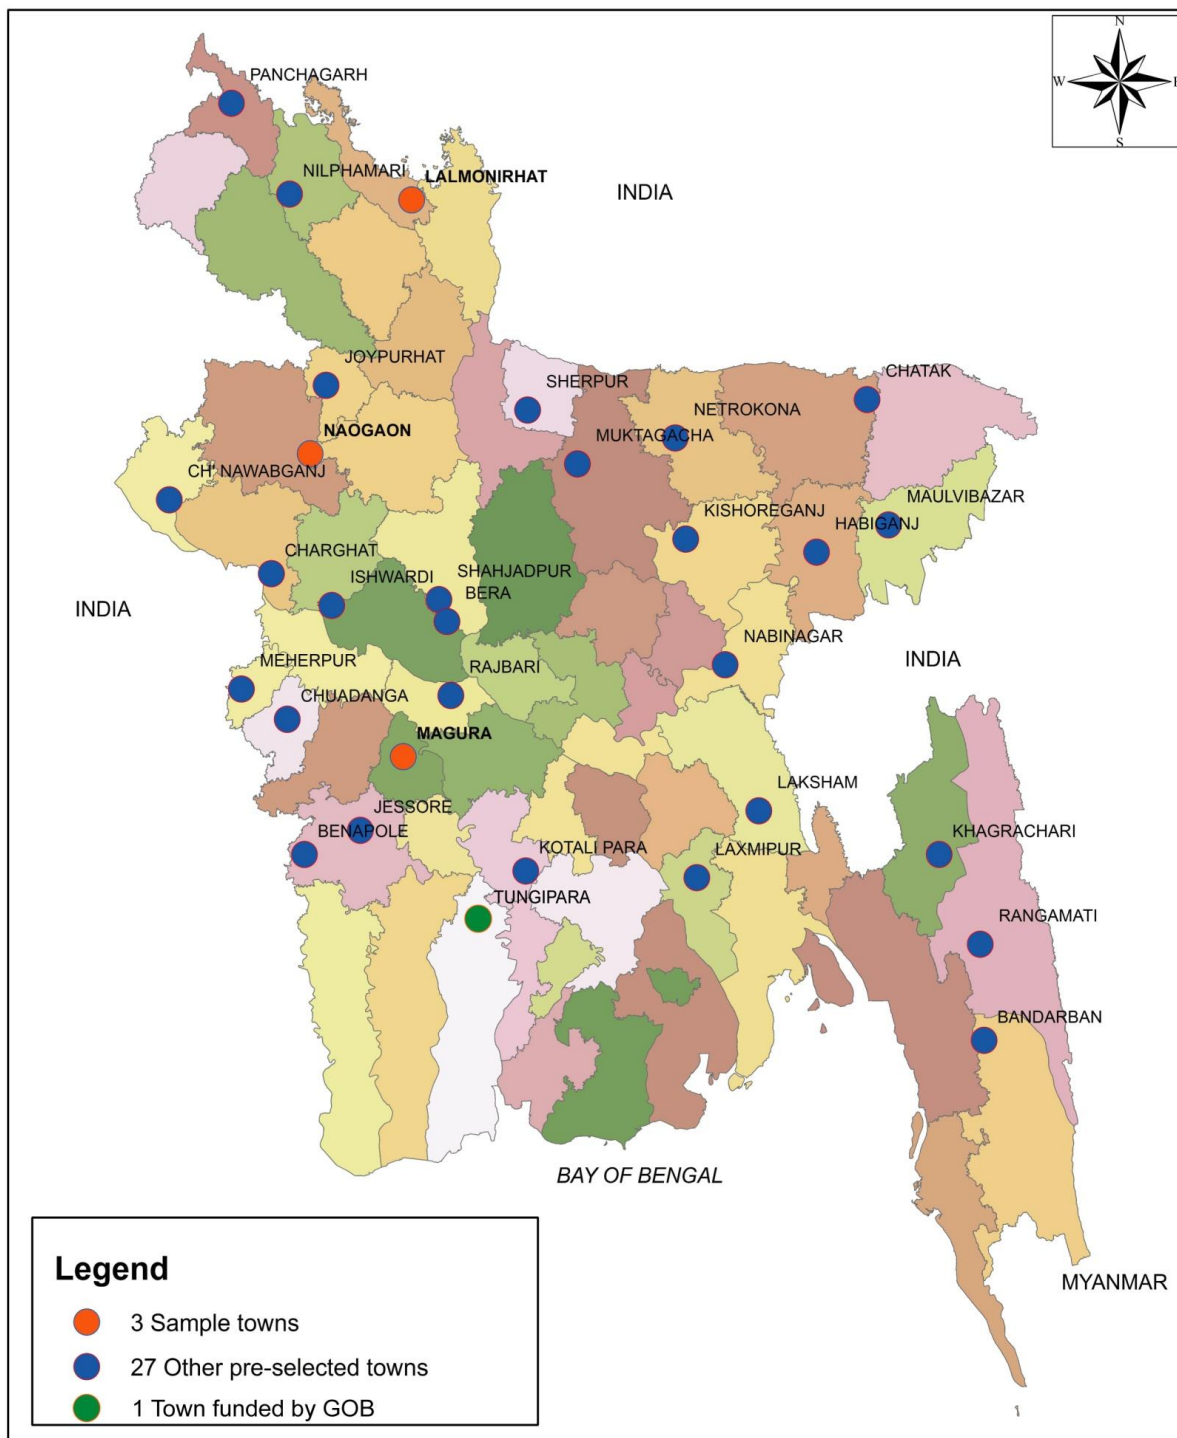 N
W
E
S
PANCHAGARH
NILPHAMARI
LALMONIRHAT
INDIA
JOYPURHAT
SHERPUR
CHATAK
NETROKONA
NAOGAON
MUKTAGACHA
CH' NAWABGANJ
MAULVIBAZAR
KISHOREGANJ
HABIGANJ
CHARGHAT
SHAHJADPUR
ISHWARDI
BERA
INDIA
NABINAGAR
MEHERPUR
RAJBARI
INDIA
CHUADANGA
MAGURA
LAKSHAM
JESSORE
BENAPOLE
KHAGRACHARI
KOTALI PARA
LAXMIPUR
TUNGIPARA
RANGAMATI
BANDARBAN
BAY OF BENGAL
MYANMAR
Legend
3 Sample towns
27 Other pre-selected towns
1 Town funded by GOB